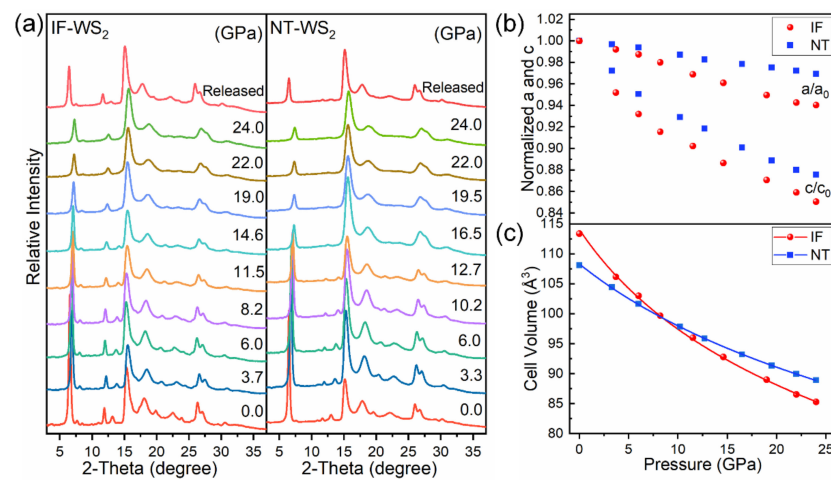 (a)
IF-WS₂ (GPa)
Released
24.0
22.0
19.0
14.6
11.5
8.2
6.0
3.7
0.0
5 10 15 20 25 30 35
2-Theta (degree)
Relative Intensity
NT-WS₂ (GPa)
Released
24.0
22.0
19.5
16.5
12.7
10.2
6.0
3.3
0.0
5 10 15 20 25 30 35
2-Theta (degree)
(b)
1.00
0.98
0.96
0.94
0.92
0.90
0.88
0.86
0.84
Normalized a and c
IF
NT
a/a₀
c/c₀
(c)
115
110
105
100
95
90
85
80
Cell Volume (Å³)
IF
NT
0 5 10 15 20 25
Pressure (GPa)